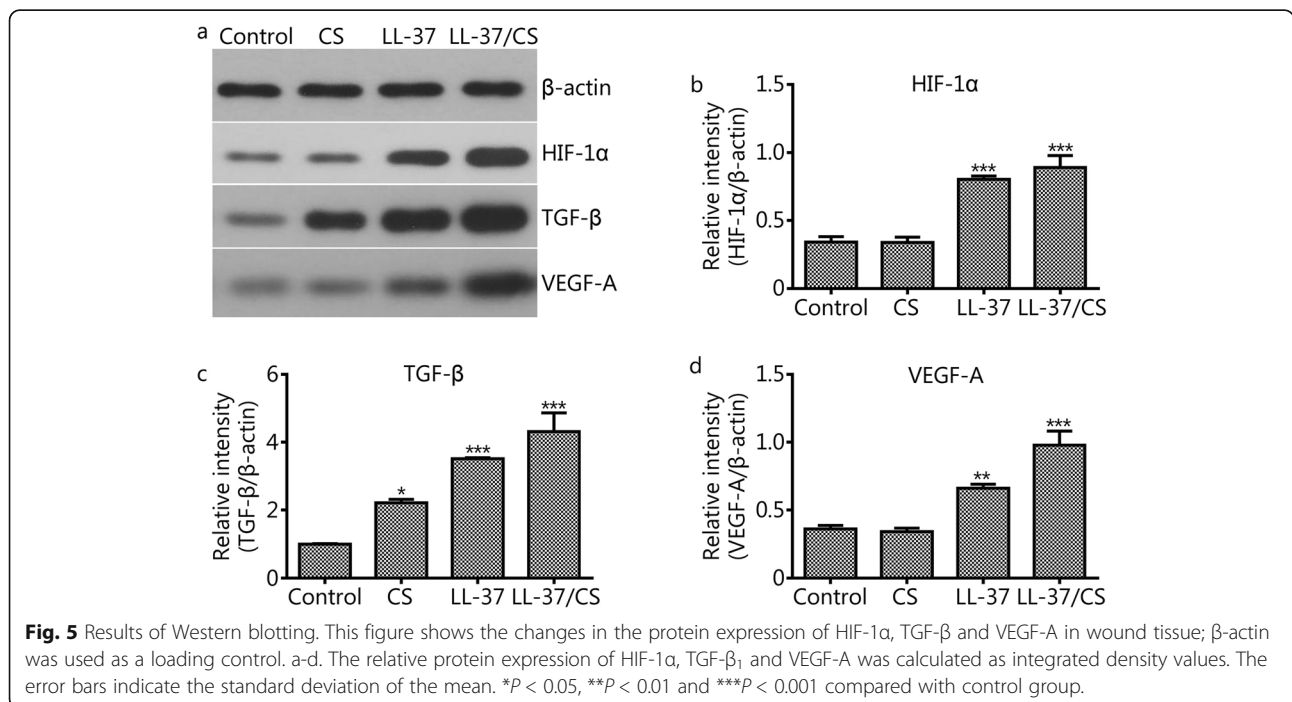 a Control CS LL-37 LL-37/CS
β-actin
HIF-1α
TGF-β
VEGF-A
b HIF-1α
Relative intensity
(HIF-1α/β-actin)
1.5
1.0
0.5
0
***
***
Control CS LL-37 LL-37/CS
c TGF-β
Relative intensity
(TGF-β/β-actin)
6
4
2
0
*
***
***
Control CS LL-37 LL-37/CS
d VEGF-A
Relative intensity
(VEGF-A/β-actin)
1.5
1.0
0.5
0
**
***
Control CS LL-37 LL-37/CS
Fig. 5 Results of Western blotting. This figure shows the changes in the protein expression of HIF-1α, TGF-β and VEGF-A in wound tissue; β-actin
was used as a loading control. a-d. The relative protein expression of HIF-1α, TGF-β₁ and VEGF-A was calculated as integrated density values. The
error bars indicate the standard deviation of the mean. *P < 0.05, **P < 0.01 and ***P < 0.001 compared with control group.